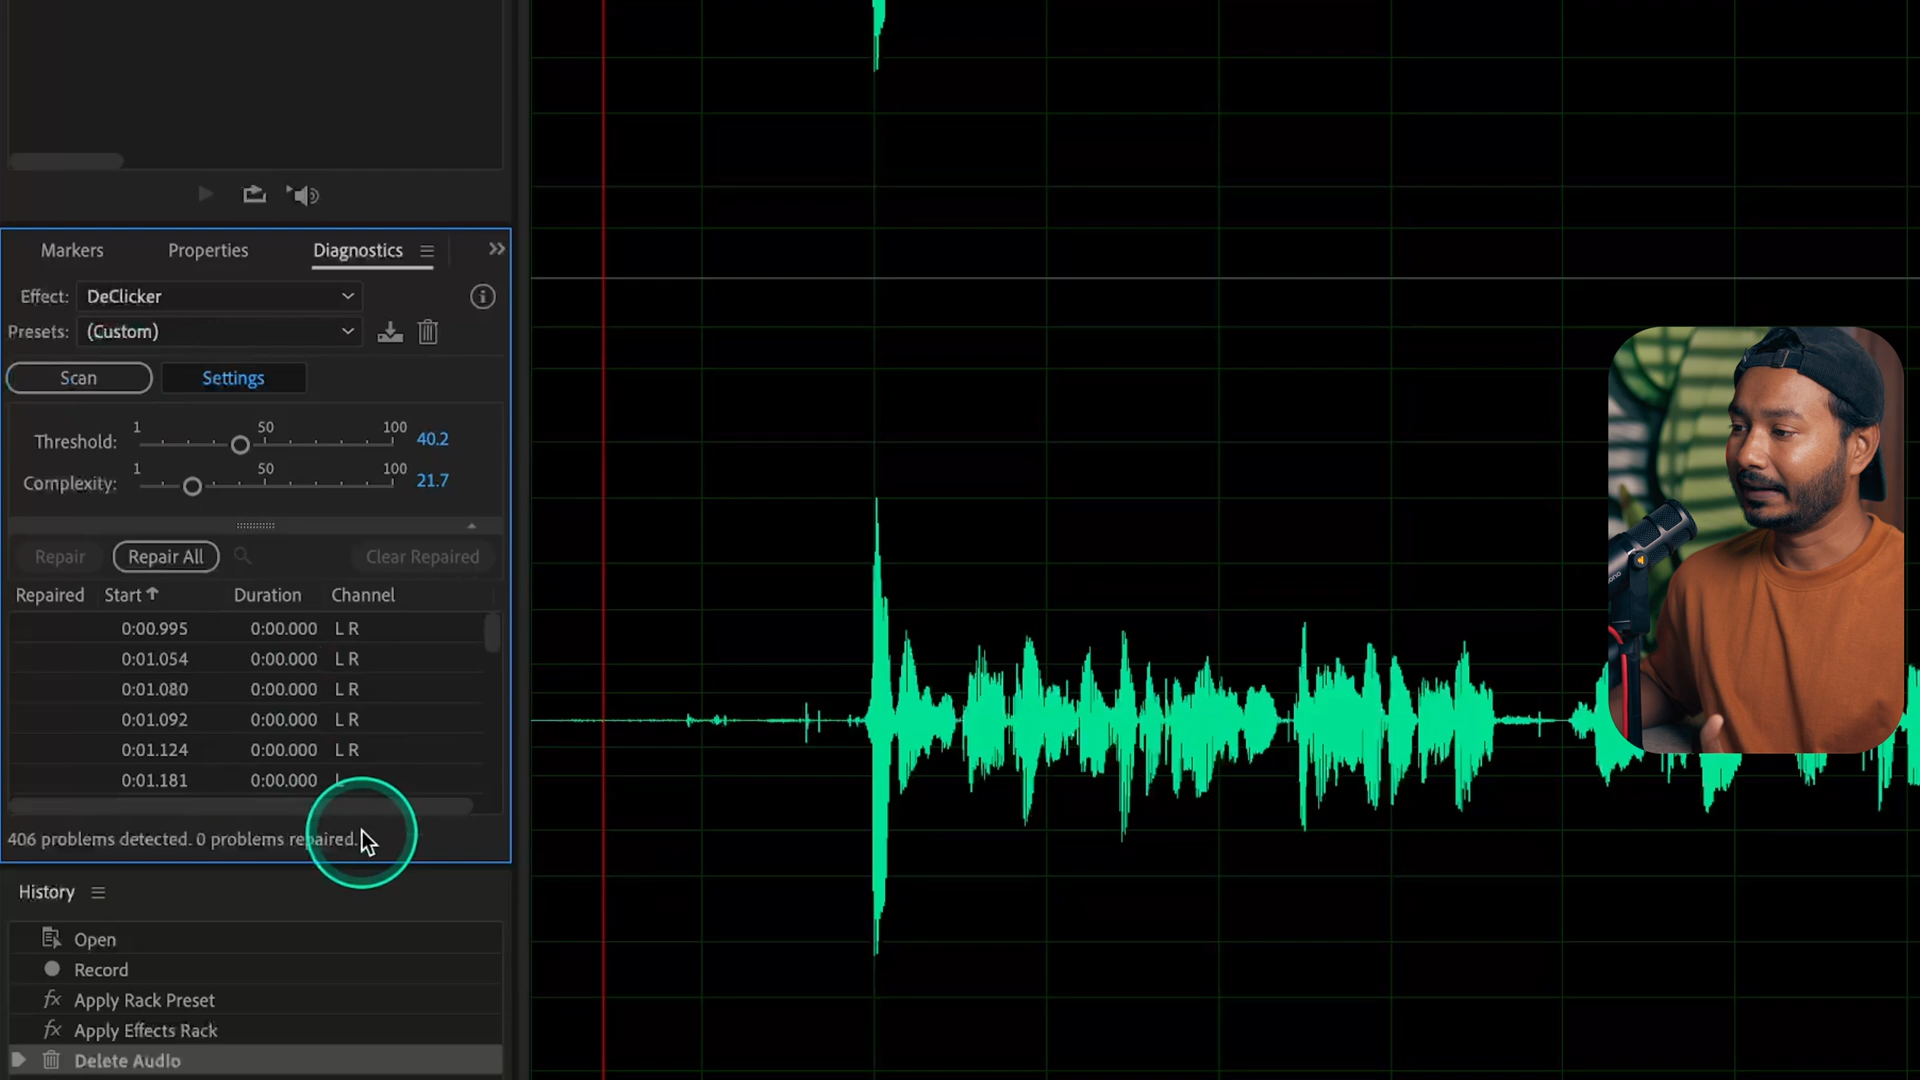 Markers Properties Diagnostics
Effect: DeClicker
Presets: (Custom)
Scan Settings
1 50 100
Threshold: 40.2
1 50 100
Complexity: 21.7
Repair Repair All Clear Repaired
Repaired Start Duration Channel
0:00.995 0:00.000 L R
0:01.054 0:00.000 L R
0:01.080 0:00.000 L R
0:01.092 0:00.000 L R
0:01.124 0:00.000 L R
0:01.181 0:00.000 L
406 problems detected. 0 problems repaired.
History
Open
Record
fx Apply Rack Preset
fx Apply Effects Rack
Delete Audio